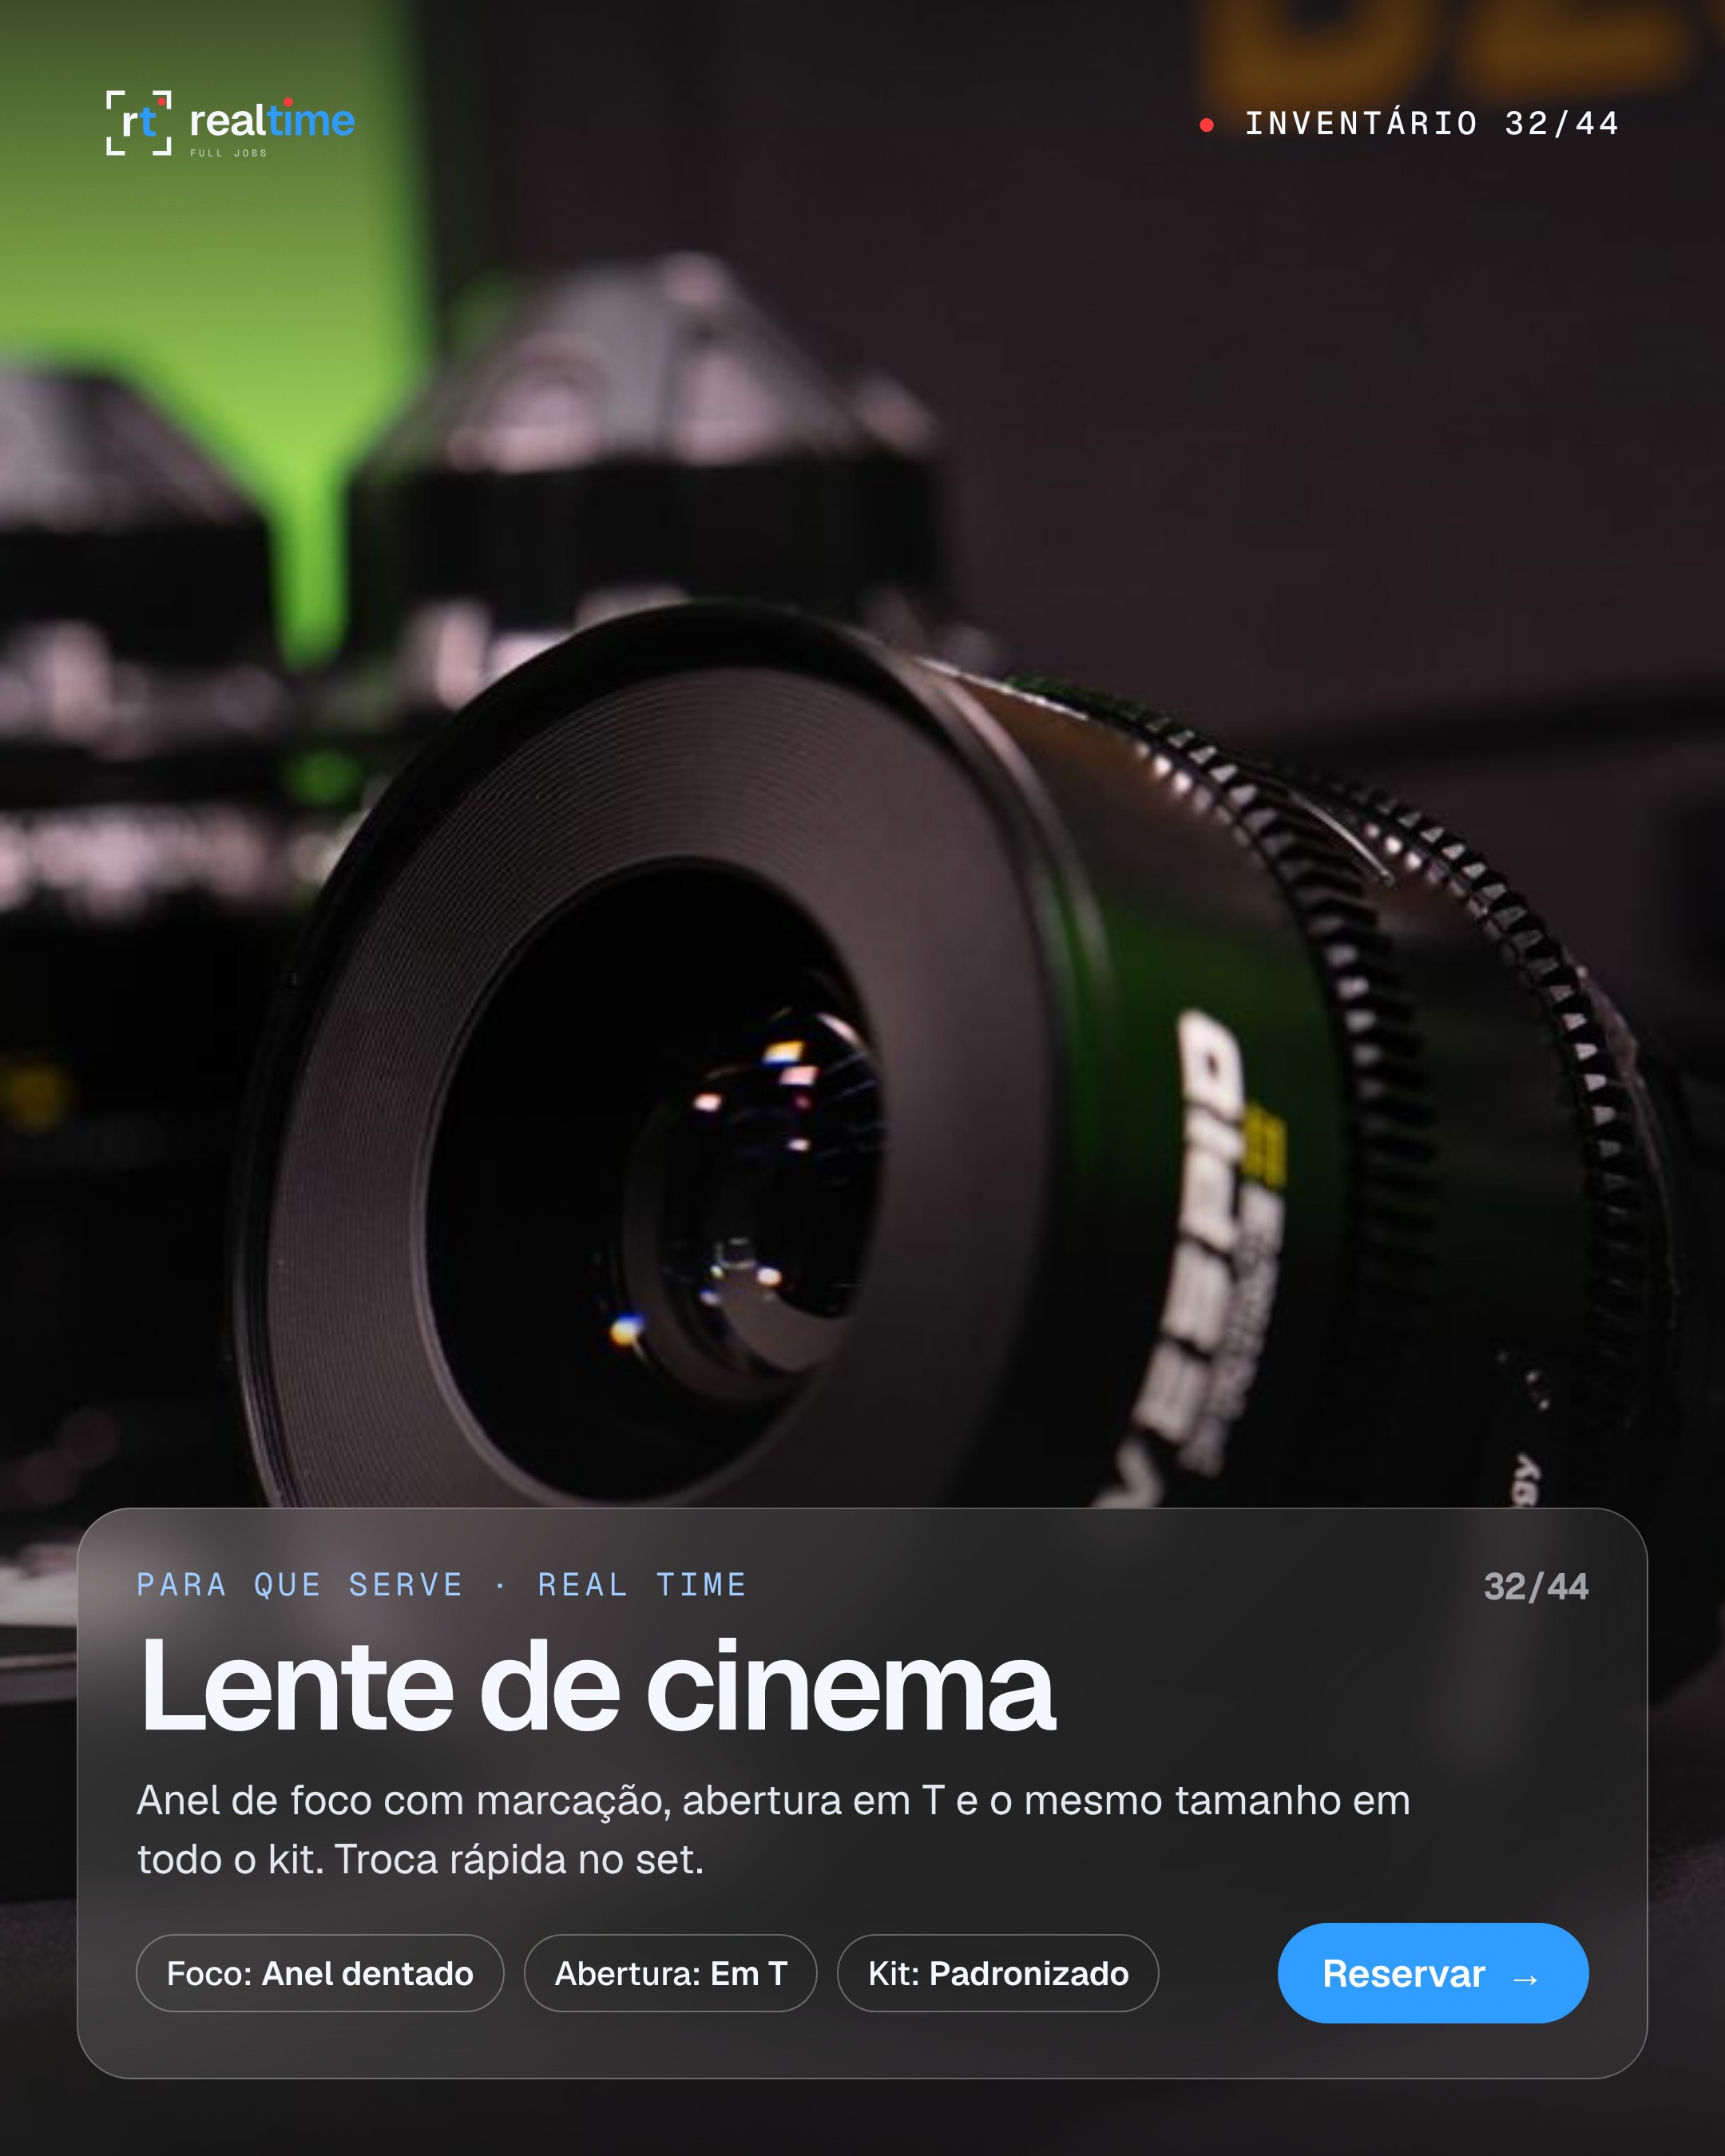 rt realtime
FULL JOBS
INVENTÁRIO 32/44
VESPID
PARA QUE SERVE · REAL TIME
32/44
Lente de cinema
Anel de foco com marcação, abertura em T e o mesmo tamanho em
todo o kit. Troca rápida no set.
Foco: Anel dentado
Abertura: Em T
Kit: Padronizado
Reservar →